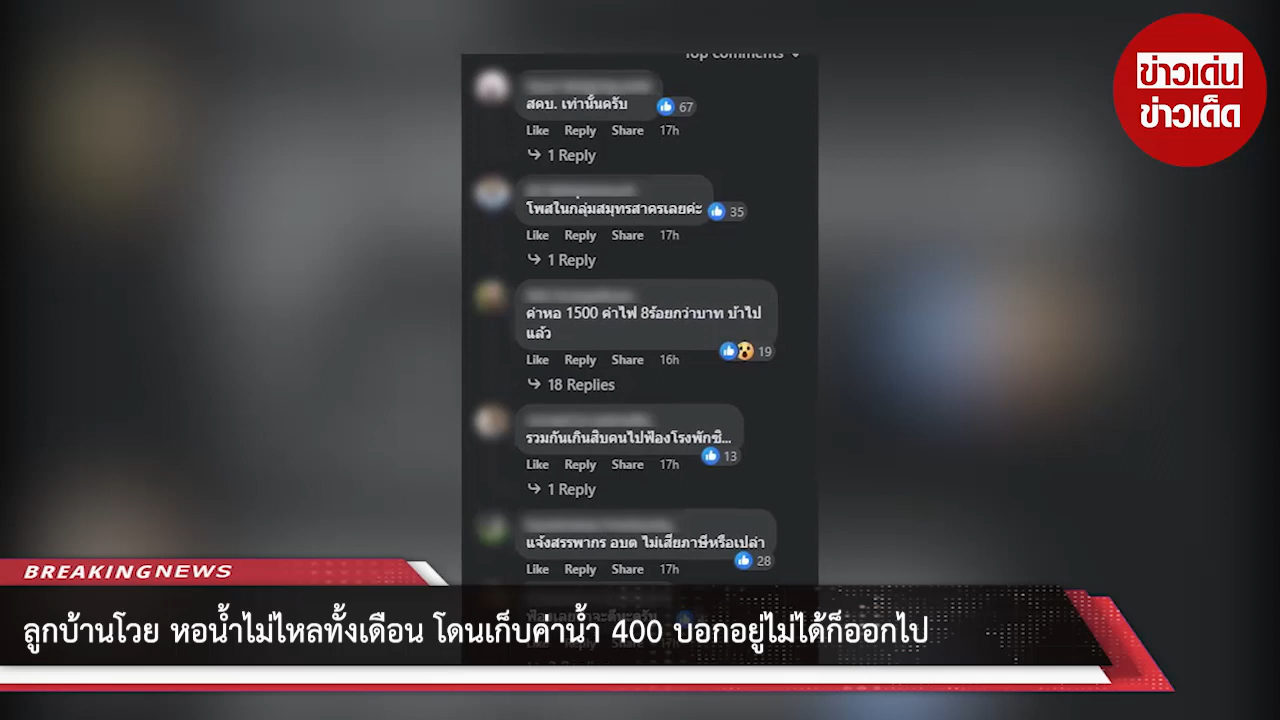 ข่าวเด่น
ข่าวเด็ด
Top comments
สคบ. เท่านั้นครับ
67
Like Reply Share 17h
1 Reply
โพสในกลุ่มสมุทรสาครเลยค่ะ
35
Like Reply Share 17h
1 Reply
ค่าหอ 1500 ค่าไฟ 8ร้อยกว่าบาท บ้าไป
แล้ว
19
Like Reply Share 16h
18 Replies
รวมกันเกินสิบคนไปฟ้องโรงพักซิ...
13
Like Reply Share 17h
1 Reply
แจ้งสรรพากร อบต ไม่เสียภาษีหรือเปล่า
28
Like Reply Share 17h
BREAKINGNEWS
ลูกบ้านโวย หอน้ำไม่ไหลทั้งเดือน โดนเก็บค่าน้ำ 400 บอกอยู่ไม่ได้ก็ออกไป